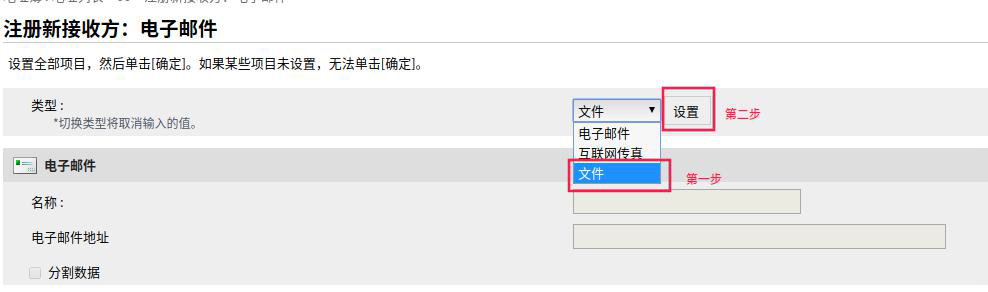 注册新接收方：电子邮件
设置全部项目，然后单击[确定]。如果某些项目未设置，无法单击[确定]。
类型：
文件
设置
第二步
*切换类型将取消输入的值。
电子邮件
互联网传真
文件
第一步
电子邮件
名称：
电子邮件地址
分割数据